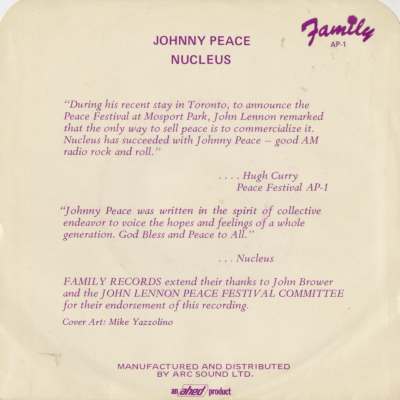 Family
AP-1
JOHNNY PEACE
NUCLEUS
"During his recent stay in Toronto, to announce the
Peace Festival at Mosport Park, John Lennon remarked
that the only way to sell peace is to commercialize it.
Nucleus has succeeded with Johnny Peace – good AM
radio rock and roll."
. . . . Hugh Curry
Peace Festival AP-1
"Johnny Peace was written in the spirit of collective
endeavor to voice the hopes and feelings of a whole
generation. God Bless and Peace to All."
. . . Nucleus
FAMILY RECORDS extend their thanks to John Brower
and the JOHN LENNON PEACE FESTIVAL COMMITTEE
for their endorsement of this recording.
Cover Art: Mike Yazzolino
MANUFACTURED AND DISTRIBUTED
BY ARC SOUND LTD.
an ahed product